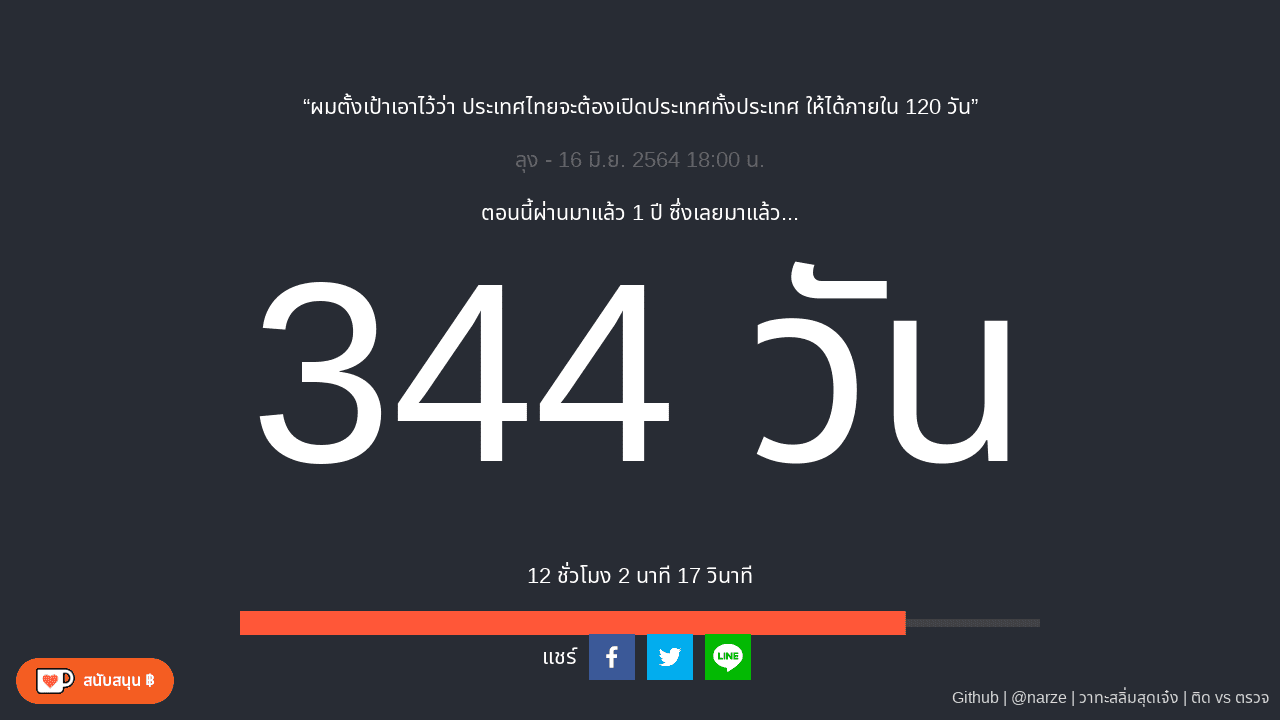 “ผมตั้งเป้าเอาไว้ว่า ประเทศไทยจะต้องเปิดประเทศทั้งประเทศ ให้ได้ภายใน 120 วัน”
ลุง - 16 มิ.ย. 2564 18:00 น.
ตอนนี้ผ่านมาแล้ว 1 ปี ซึ่งเลยมาแล้ว...
344 วัน
12 ชั่วโมง 2 นาที 17 วินาที
แชร์
LINE
สนับสนุน ฿
Github | @narze | วาทะสลิ่มสุดเจ๋ง | ติด vs ตรวจ